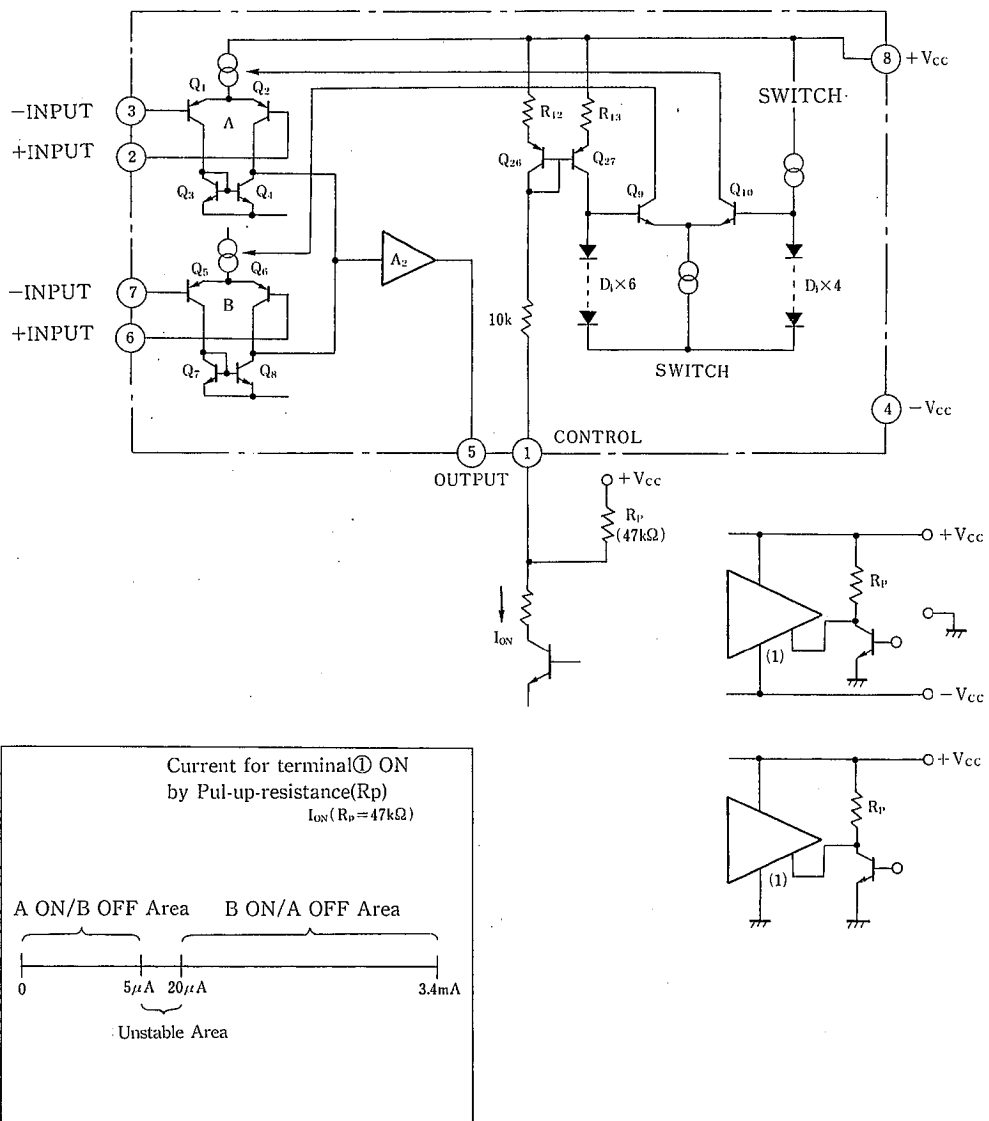 8 +Vcc
SWITCH
Q1 Q2
3 -INPUT
A
R12 R13
2 +INPUT
Q26 Q27
Q3 Q4
Q9 Q10
Q5 Q6
A2
7 -INPUT
B
Di×6 Di×4
6 +INPUT
10k
Q7 Q8
SWITCH
4 -Vcc
CONTROL
5 1
OUTPUT
+Vcc
RP
(47kΩ)
ION
+Vcc
RP
(1)
-Vcc
+Vcc
RP
(1)
Current for terminal① ON
by Pul-up-resistance(Rp)
ION(RP=47kΩ)
A ON/B OFF Area B ON/A OFF Area
0 5μA 20μA 3.4mA
Unstable Area